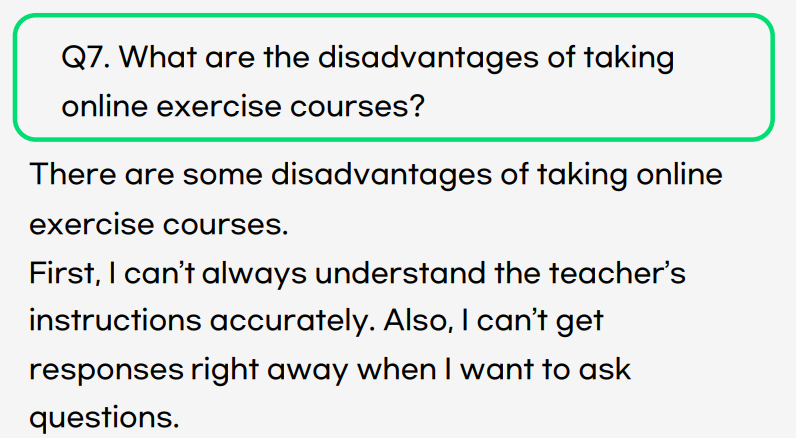 Q7. What are the disadvantages of taking
online exercise courses?
There are some disadvantages of taking online
exercise courses.
First, I can’t always understand the teacher’s
instructions accurately. Also, I can’t get
responses right away when I want to ask
questions.